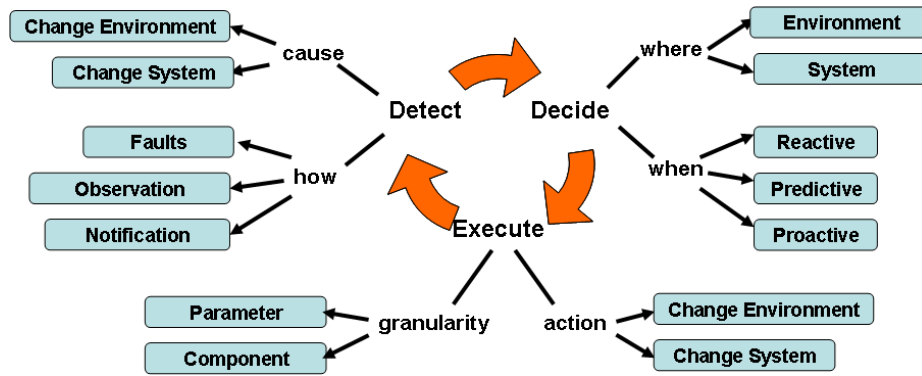 Change Environment
cause
Change System
Detect
Faults
how
Observation
Notification
Decide
where
Environment
System
when
Reactive
Predictive
Proactive
Execute
granularity
Parameter
Component
action
Change Environment
Change System